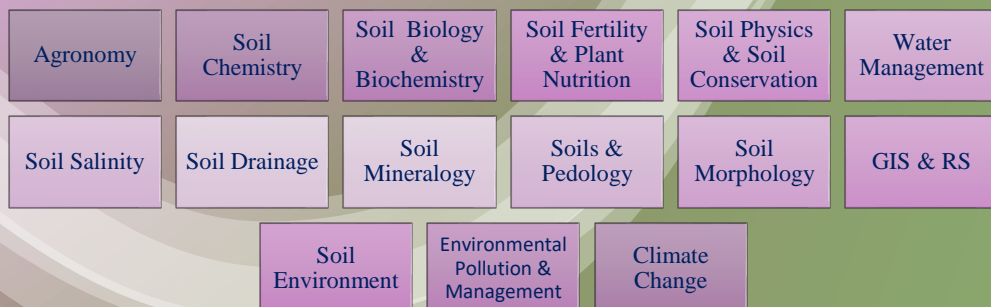 Agronomy
Soil
Chemistry
Soil Biology
&
Biochemistry
Soil Fertility
& Plant
Nutrition
Soil Physics
& Soil
Conservation
Water
Management
Soil Salinity
Soil Drainage
Soil
Mineralogy
Soils &
Pedology
Soil
Morphology
GIS & RS
Soil
Environment
Environmental
Pollution &
Management
Climate
Change